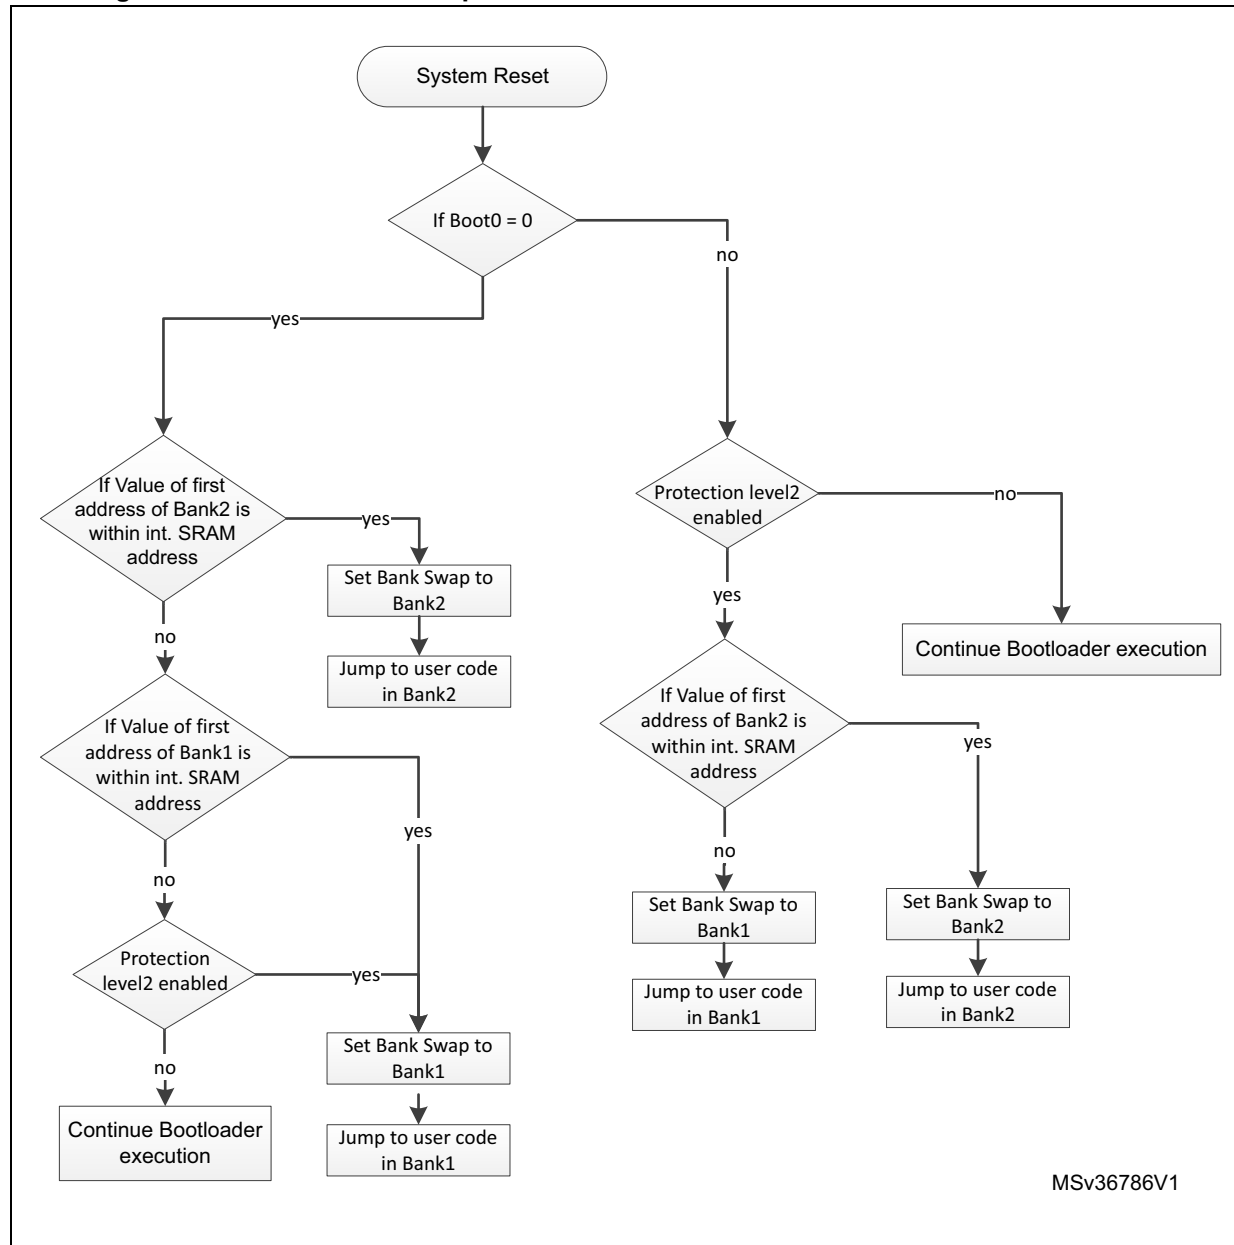 System Reset
If Boot0 = 0
no
yes
If Value of first
address of Bank2 is
within int. SRAM
address
yes
Protection level2
enabled
no
Set Bank Swap to
Bank2
yes
no
Continue Bootloader execution
Jump to user code
in Bank2
If Value of first
address of Bank1 is
within int. SRAM
address
If Value of first
address of Bank2 is
within int. SRAM
address
yes
yes
no
no
Set Bank Swap to
Bank1
Set Bank Swap to
Bank2
Protection
level2 enabled
yes
Jump to user code
in Bank1
Jump to user code
in Bank2
Set Bank Swap to
Bank1
no
Continue Bootloader
execution
Jump to user code
in Bank1
MSv36786V1